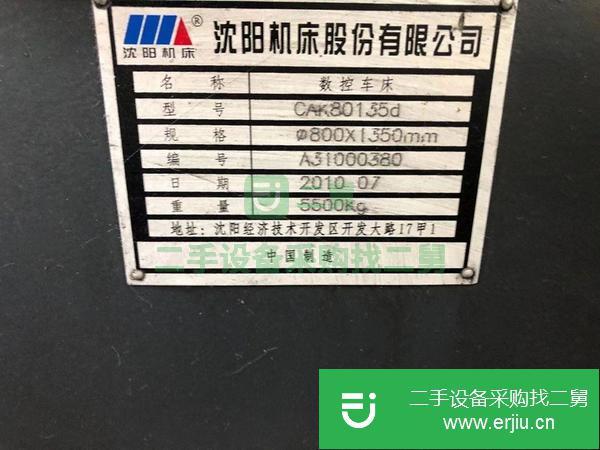 沈阳机床®
沈阳机床股份有限公司
名 称 数控车床
型 号 CAK80135d
规 格 φ800X1350mm
编 号 A31000380
日 期 2010 07
重 量 5500Kg
地址:沈阳经济技术开发区开发大路17甲1
二手设备采购找二舅
中国制造
二手设备采购找二舅
www.erjiu.cn